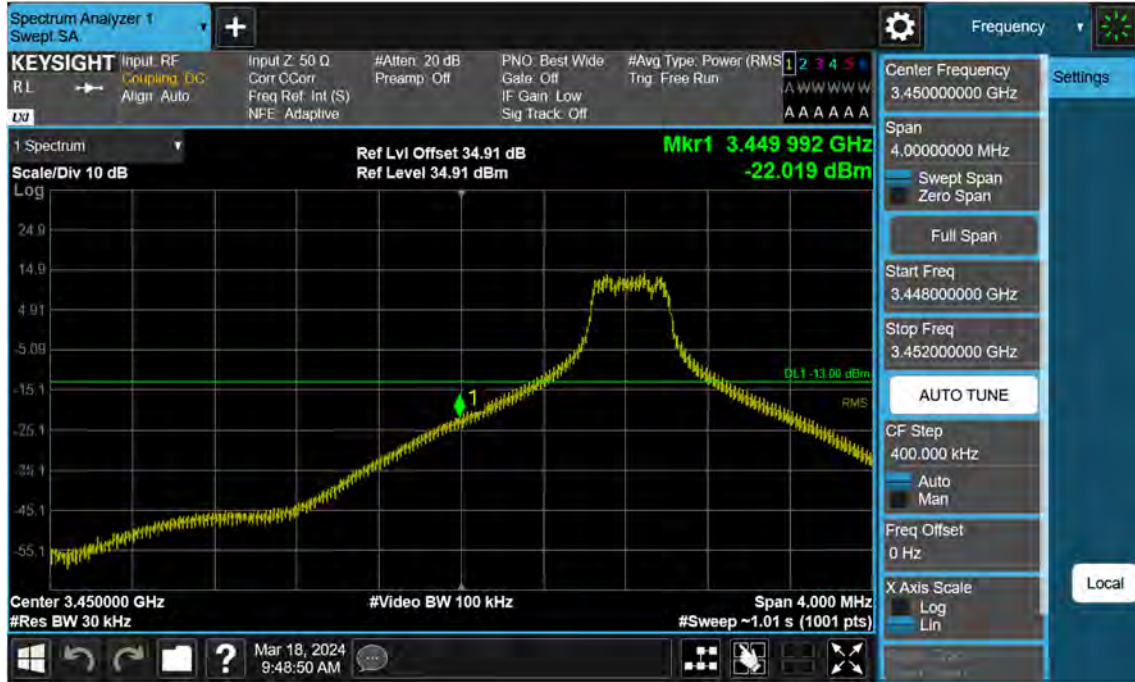 Spectrum Analyzer 1
Swept SA
+
Frequency
KEYSIGHT
RL
LXI
Input: RF
Coupling: DC
Align: Auto
Input Z: 50 Ω
Corr CCorr
Freq Ref: Int (S)
NFE: Adaptive
#Atten: 20 dB
Preamp: Off
PNO: Best Wide
Gate: Off
IF Gain: Low
Sig Track: Off
#Avg Type: Power (RMS
Trig: Free Run
1 2 3 4 5 6
A W W W W W
A A A A A A
1 Spectrum
Scale/Div 10 dB
Log
Ref Lvl Offset 34.91 dB
Ref Level 34.91 dBm
Mkr1 3.449 992 GHz
-22.019 dBm
24.9
14.9
4.91
-5.09
-15.1
-25.1
-35.1
-45.1
-55.1
DL1 -13.00 dBm
RMS
1
Center 3.450000 GHz
#Res BW 30 kHz
#Video BW 100 kHz
Span 4.000 MHz
#Sweep ~1.01 s (1001 pts)
?
Mar 18, 2024
9:48:50 AM
Center Frequency
3.450000000 GHz
Span
4.00000000 MHz
Swept Span
Zero Span
Full Span
Start Freq
3.448000000 GHz
Stop Freq
3.452000000 GHz
AUTO TUNE
CF Step
400.000 kHz
Auto
Man
Freq Offset
0 Hz
X Axis Scale
Log
Lin
Settings
Local